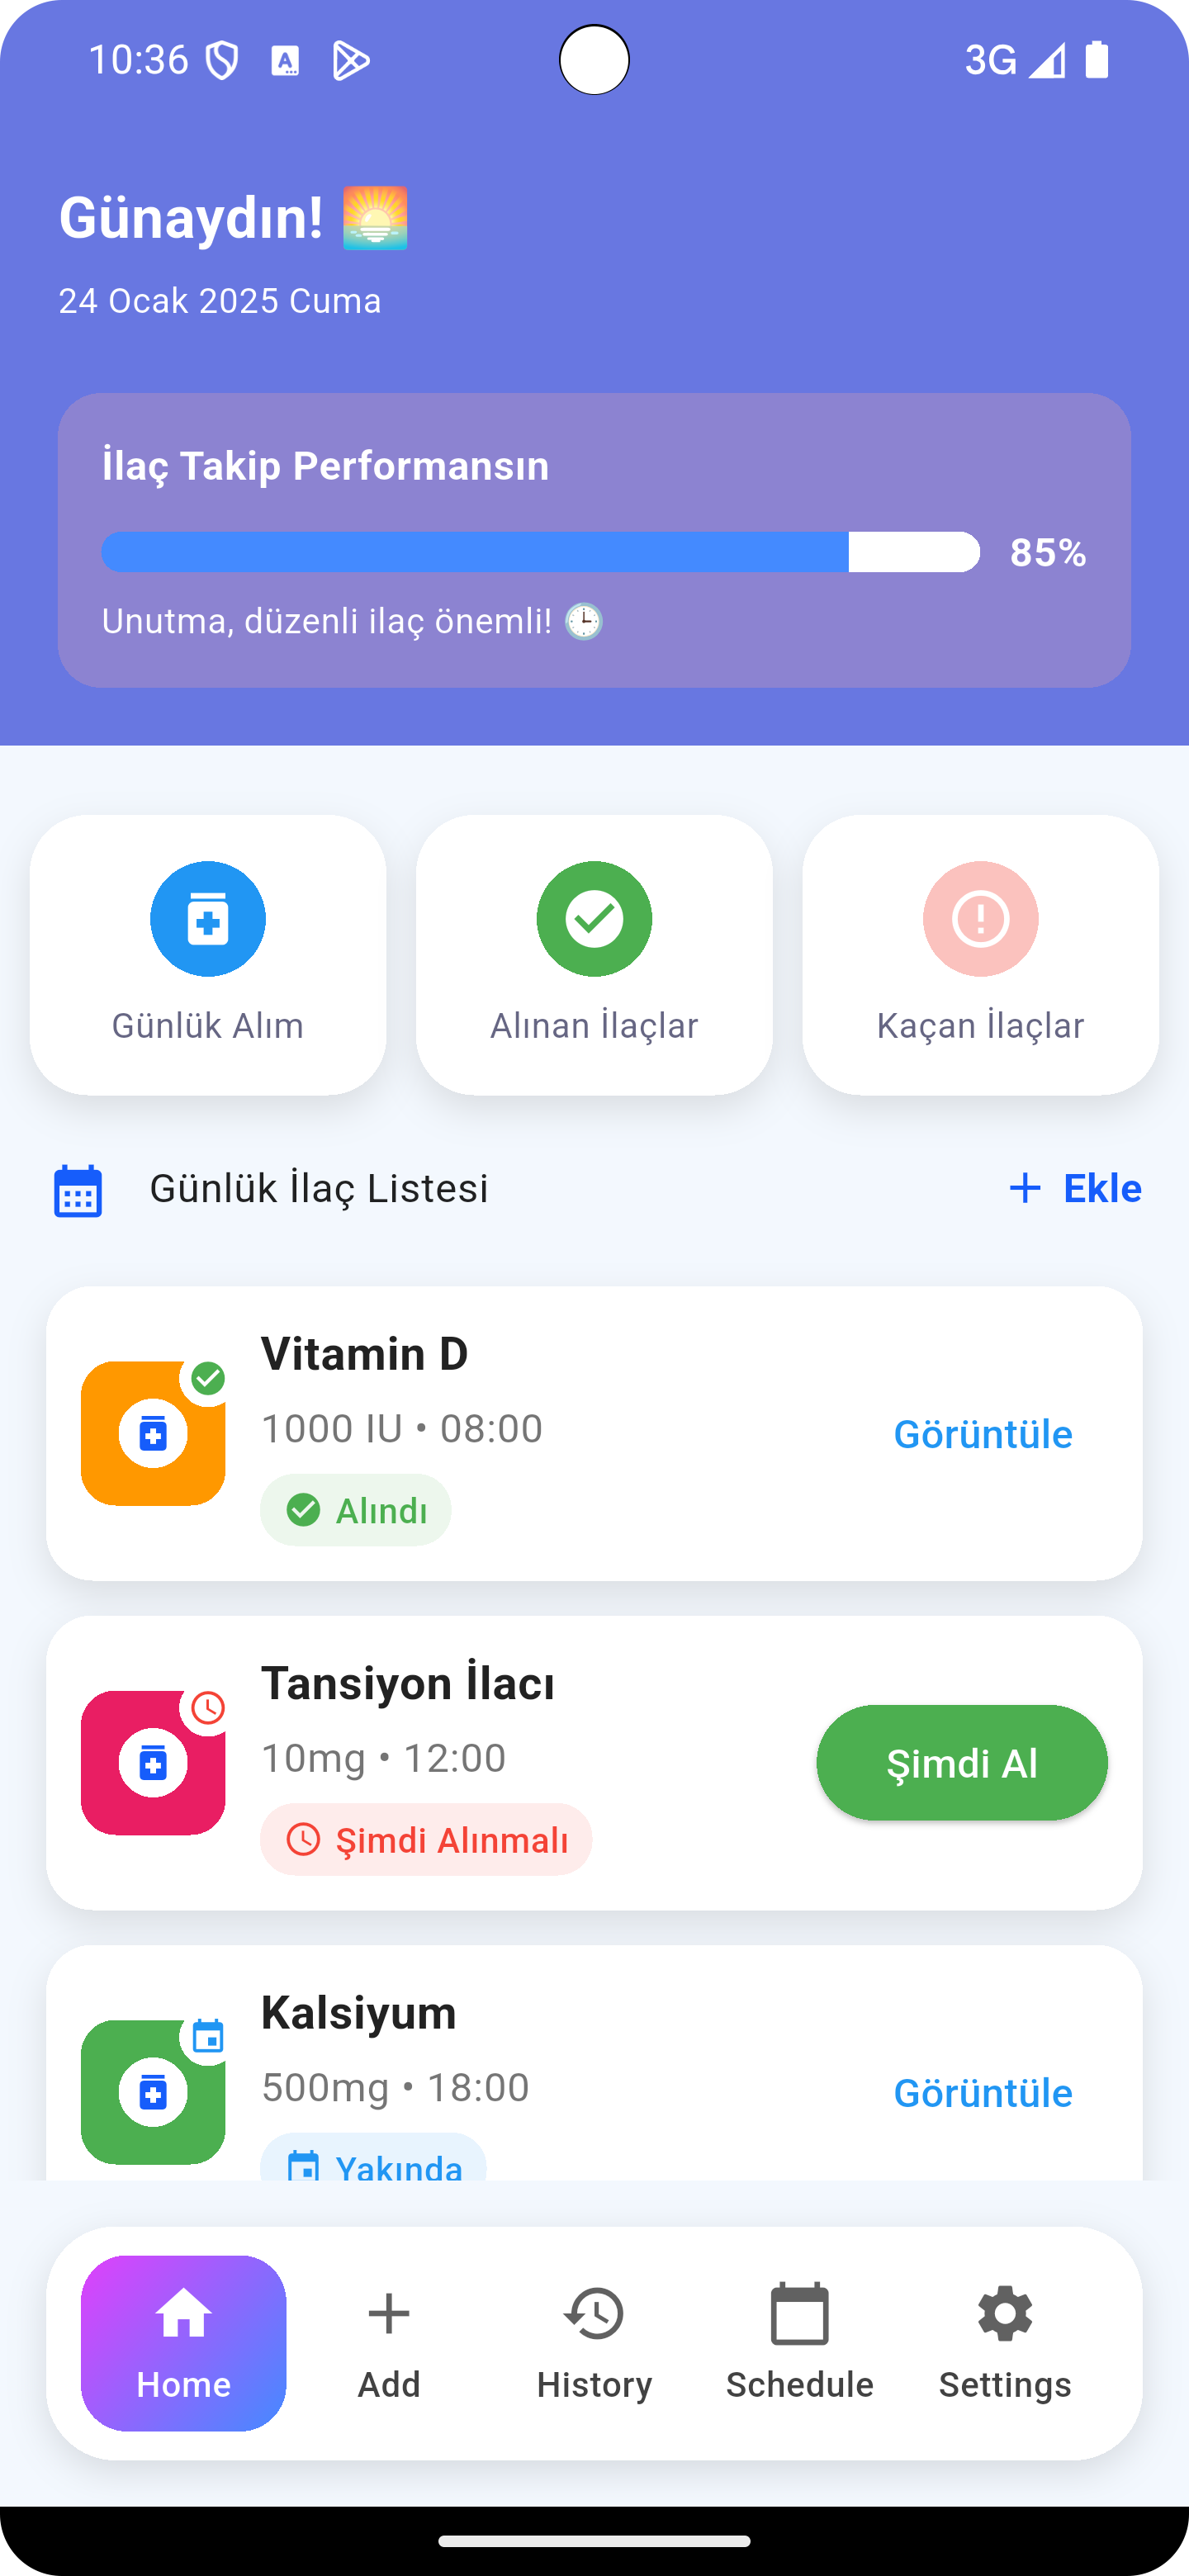 10:36
3G
Günaydın! 🌅
24 Ocak 2025 Cuma
İlaç Takip Performansın
85%
Unutma, düzenli ilaç önemli! 🕒
Günlük Alım
Alınan İlaçlar
Kaçan İlaçlar
Günlük İlaç Listesi
+ Ekle
Vitamin D
1000 IU • 08:00
Görüntüle
Alındı
Tansiyon İlacı
10mg • 12:00
Şimdi Al
Şimdi Alınmalı
Kalsiyum
500mg • 18:00
Görüntüle
Yakında
Home
Add
History
Schedule
Settings